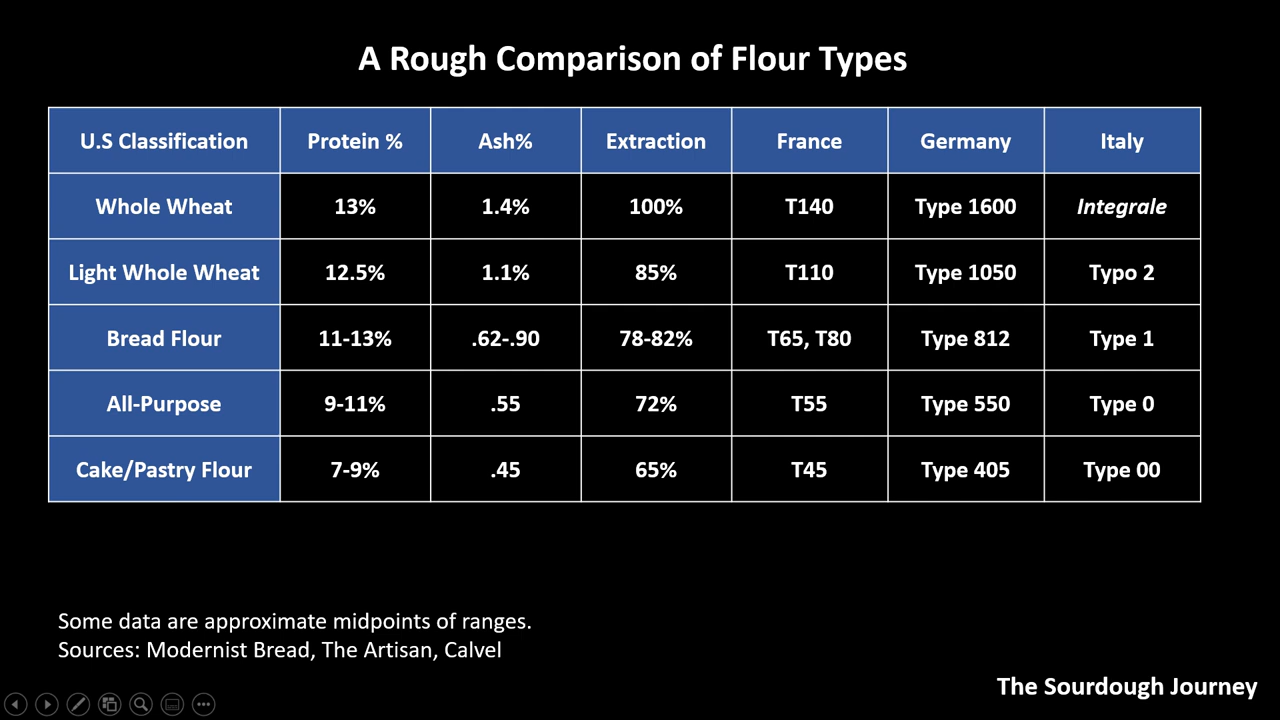 A Rough Comparison of Flour Types
U.S Classification Protein % Ash% Extraction France Germany Italy
Whole Wheat 13% 1.4% 100% T140 Type 1600 Integrale
Light Whole Wheat 12.5% 1.1% 85% T110 Type 1050 Typo 2
Bread Flour 11-13% .62-.90 78-82% T65, T80 Type 812 Type 1
All-Purpose 9-11% .55 72% T55 Type 550 Type 0
Cake/Pastry Flour 7-9% .45 65% T45 Type 405 Type 00
Some data are approximate midpoints of ranges.
Sources: Modernist Bread, The Artisan, Calvel
The Sourdough Journey